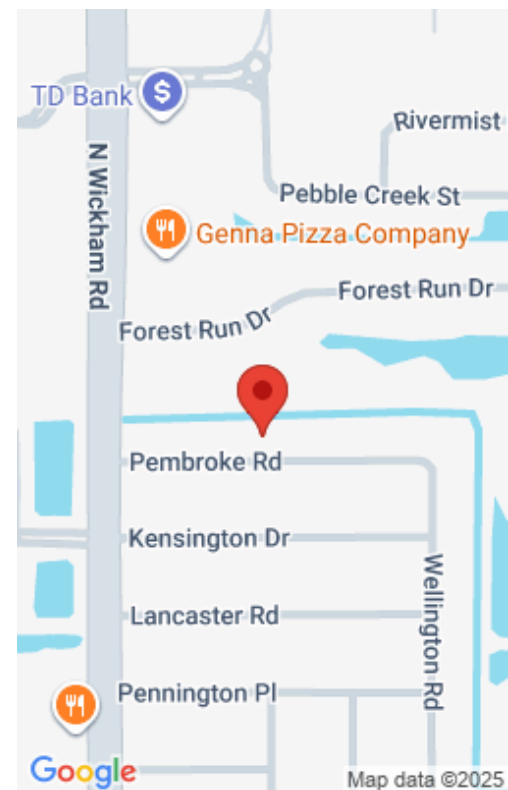 TD Bank
Rivermist
N Wickham Rd
Pebble Creek St
Genna Pizza Company
Forest Run Dr
Forest Run Dr
Pembroke Rd
Kensington Dr
Wellington Rd
Lancaster Rd
Pennington Pl
Google
Map data ©2025